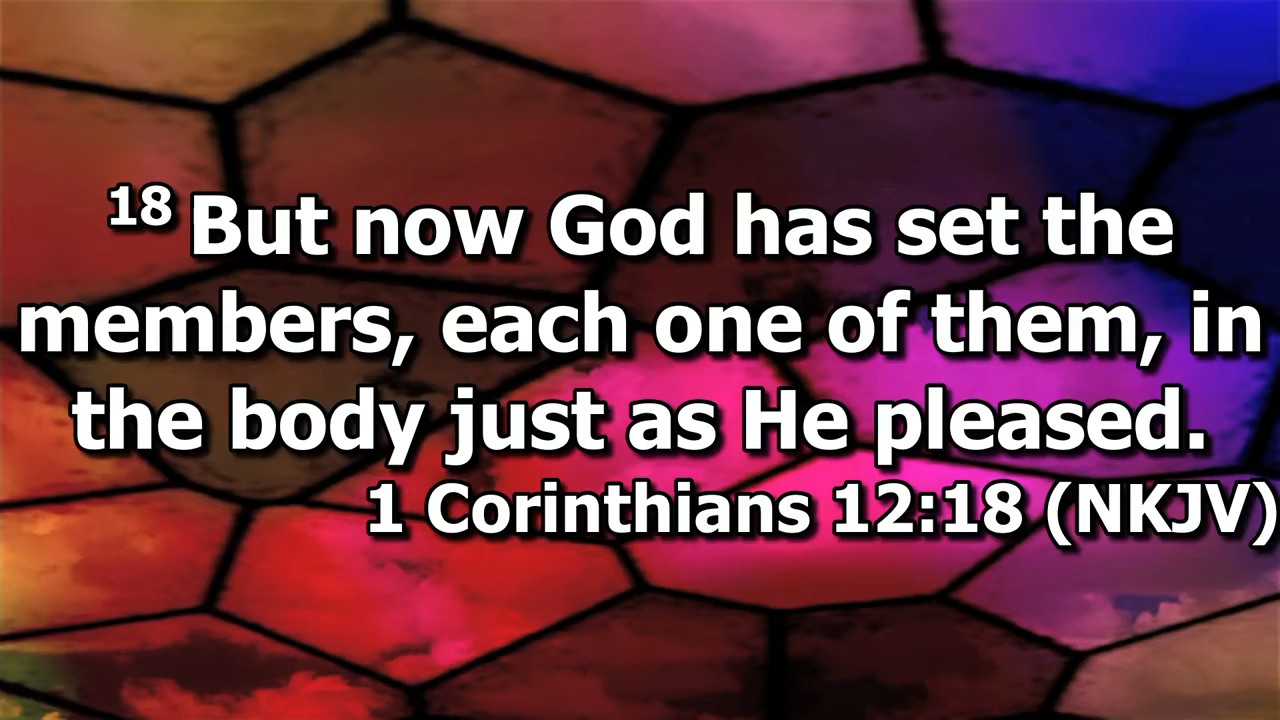 18 But now God has set the
members, each one of them, in
the body just as He pleased.
1 Corinthians 12:18 (NKJV)